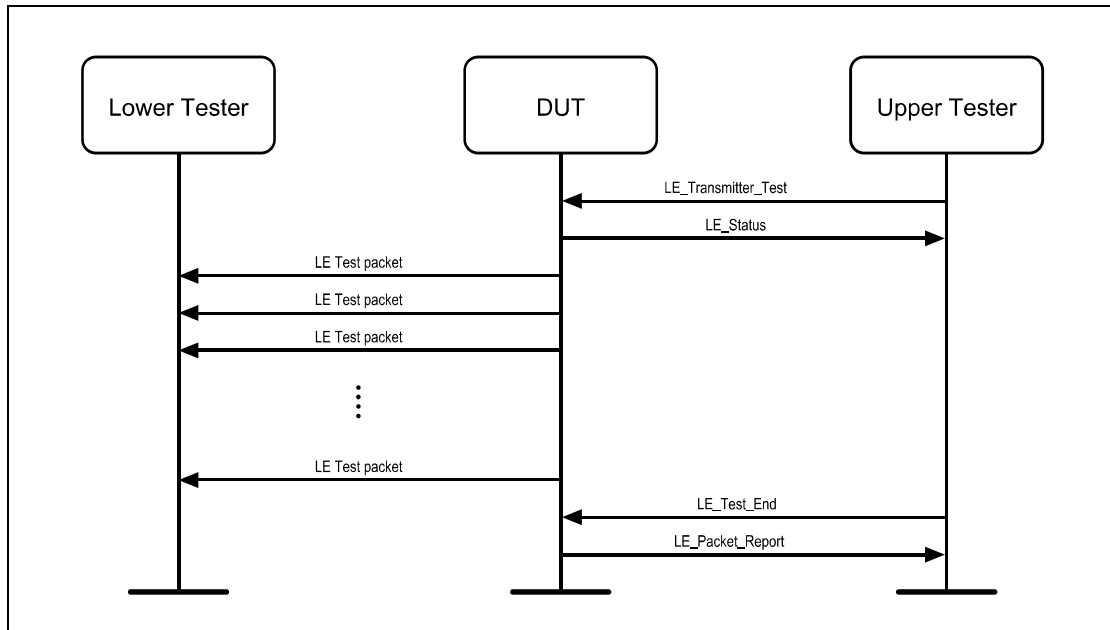 Lower Tester
DUT
Upper Tester
LE_Transmitter_Test
LE_Status
LE Test packet
LE Test packet
LE Test packet
LE Test packet
LE_Test_End
LE_Packet_Report